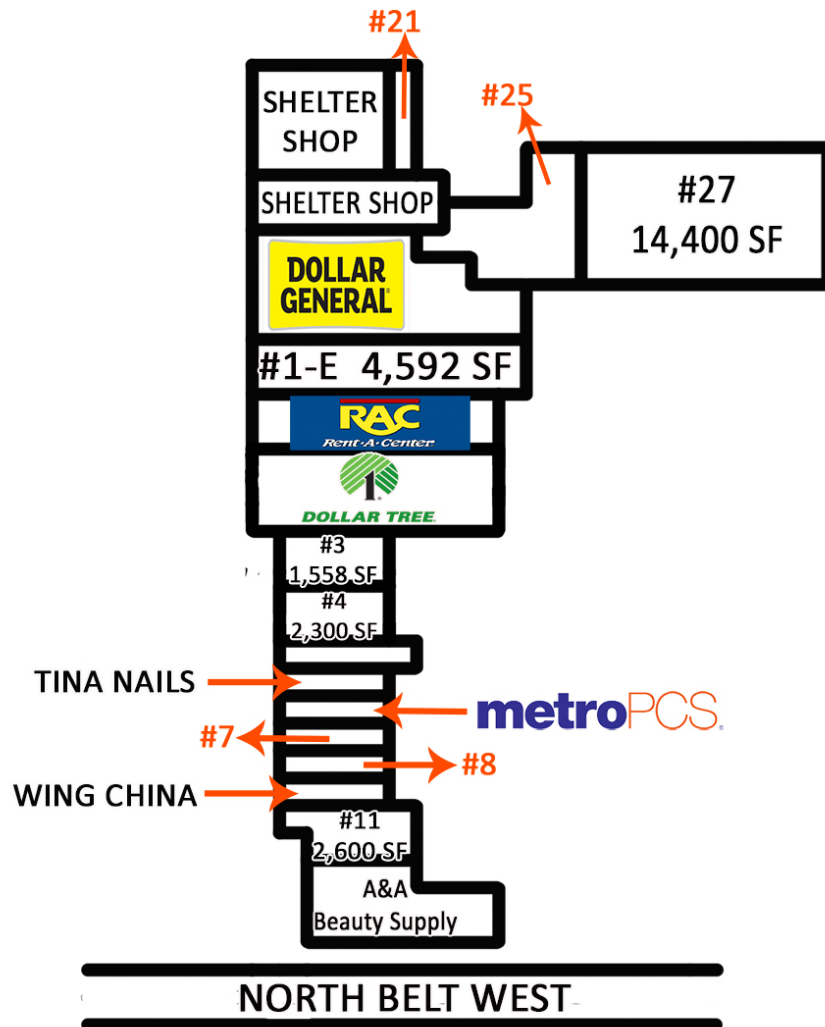 #21
#25
SHELTER
SHOP
SHELTER SHOP
#27
14,400 SF
DOLLAR
GENERAL®
#1-E 4,592 SF
RAC
Rent-A-Center®
1
DOLLAR TREE®
#3
1,558 SF
#4
2,300 SF
TINA NAILS
metroPCS®
#7
#8
WING CHINA
#11
2,600 SF
A&A
Beauty Supply
NORTH BELT WEST